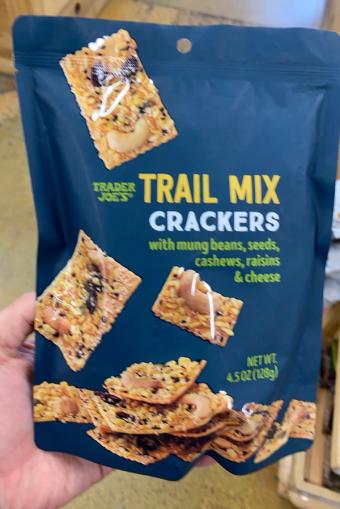 TRADER JOE'S TRAIL MIX
CRACKERS
with mung beans, seeds,
cashews, raisins
& cheese
NET WT.
4.5 OZ (128g)